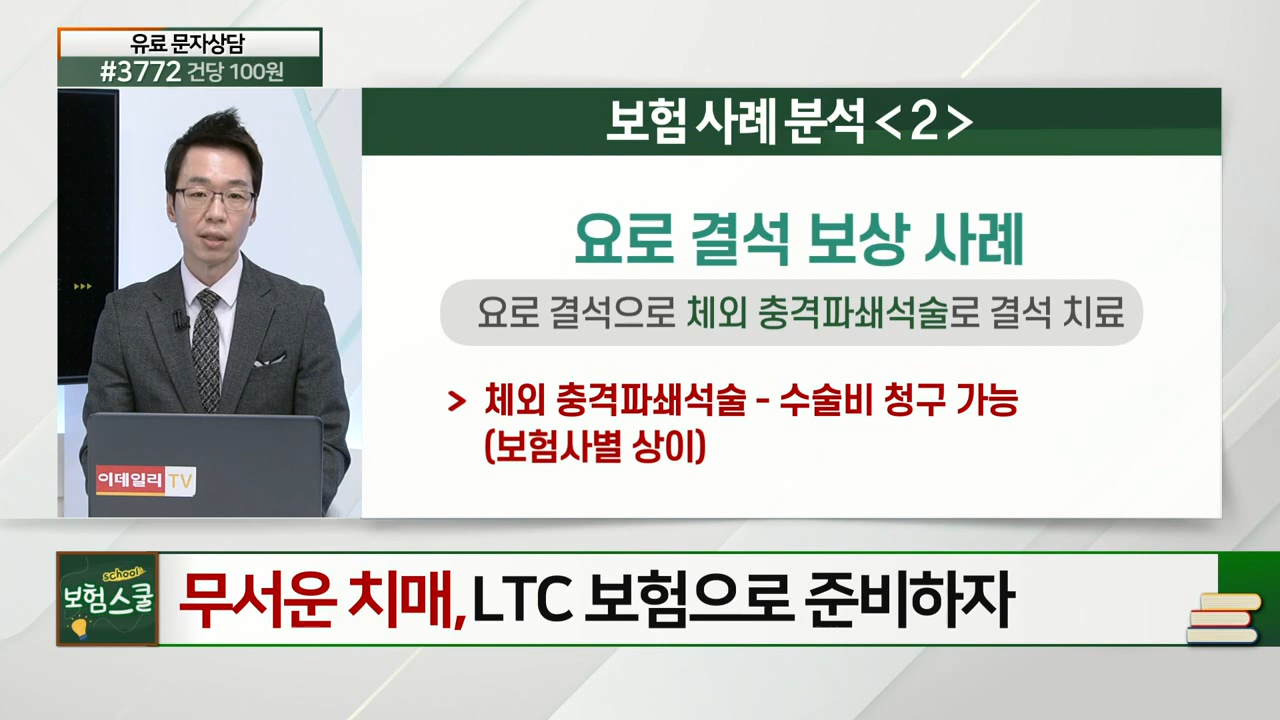 유료 문자상담
#3772 건당 100원
보험 사례 분석 <2>
요로 결석 보상 사례
요로 결석으로 체외 충격파쇄석술로 결석 치료
> 체외 충격파쇄석술 - 수술비 청구 가능
(보험사별 상이)
이데일리 TV
school
보험스쿨
무서운 치매, LTC 보험으로 준비하자